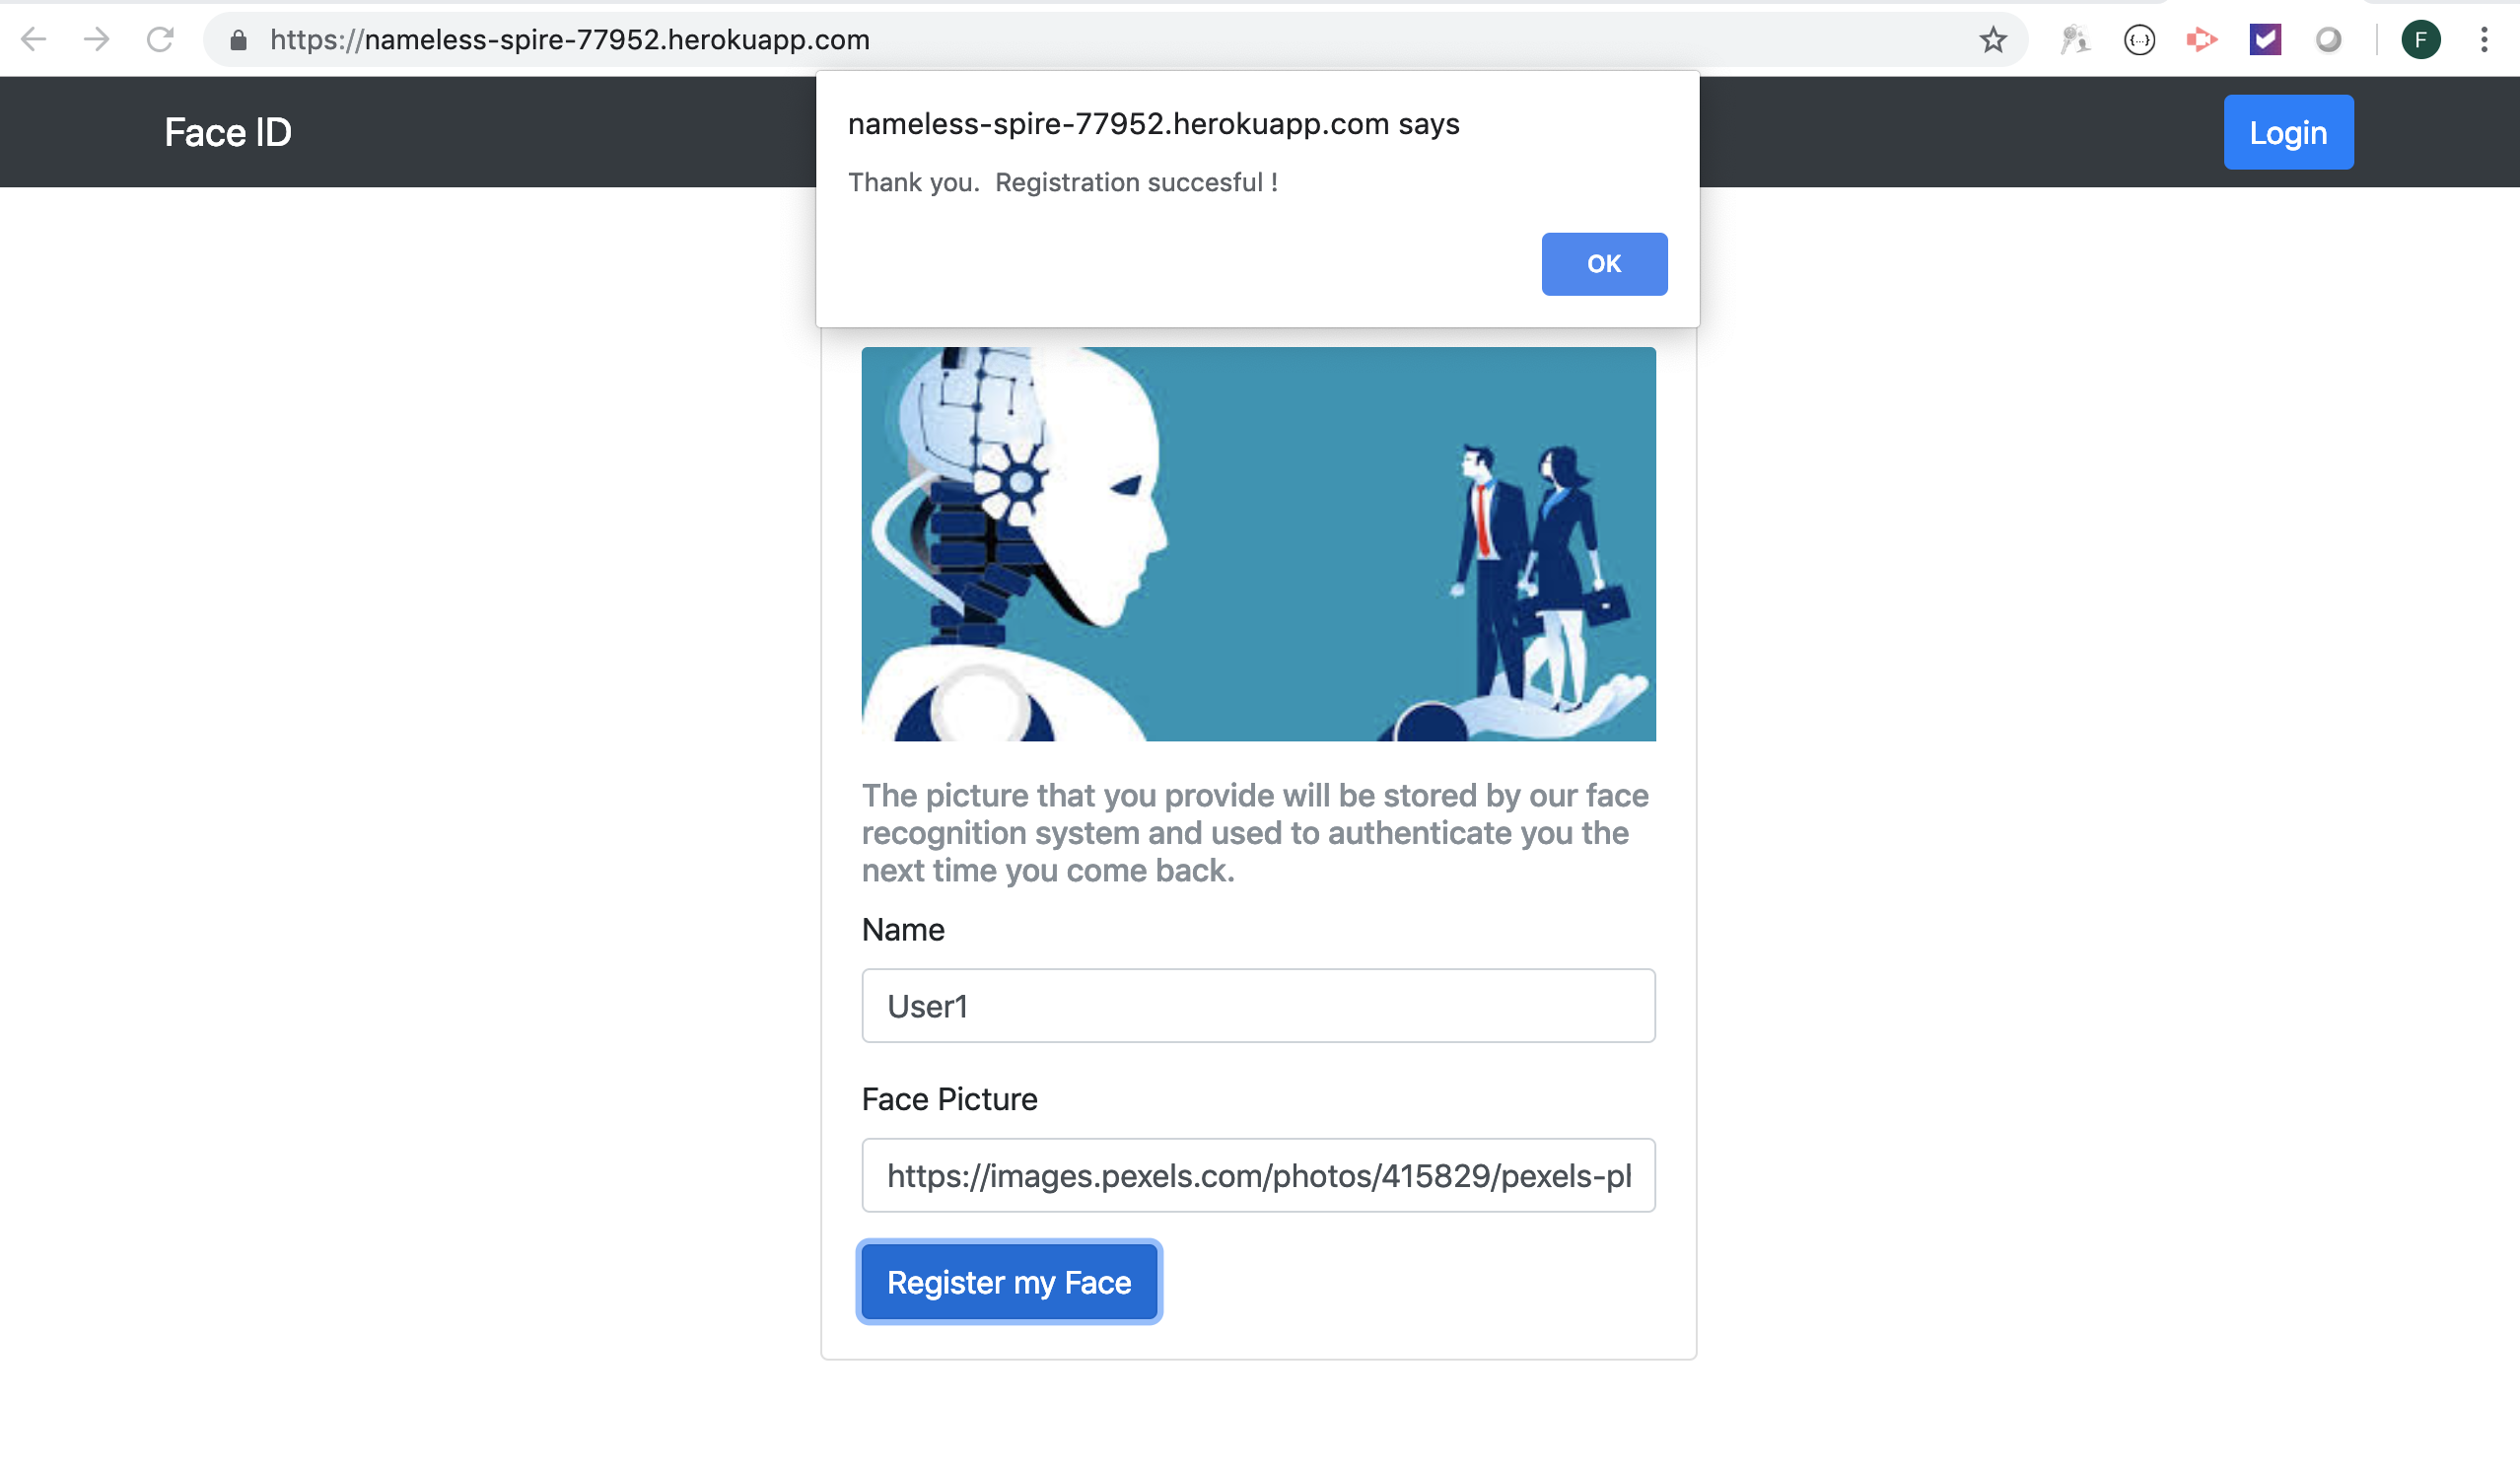 https://nameless-spire-77952.herokuapp.com
F
Face ID
Login
nameless-spire-77952.herokuapp.com says
Thank you.  Registration succesful !
OK
The picture that you provide will be stored by our face
recognition system and used to authenticate you the
next time you come back.
Name
User1
Face Picture
https://images.pexels.com/photos/415829/pexels-pl
Register my Face